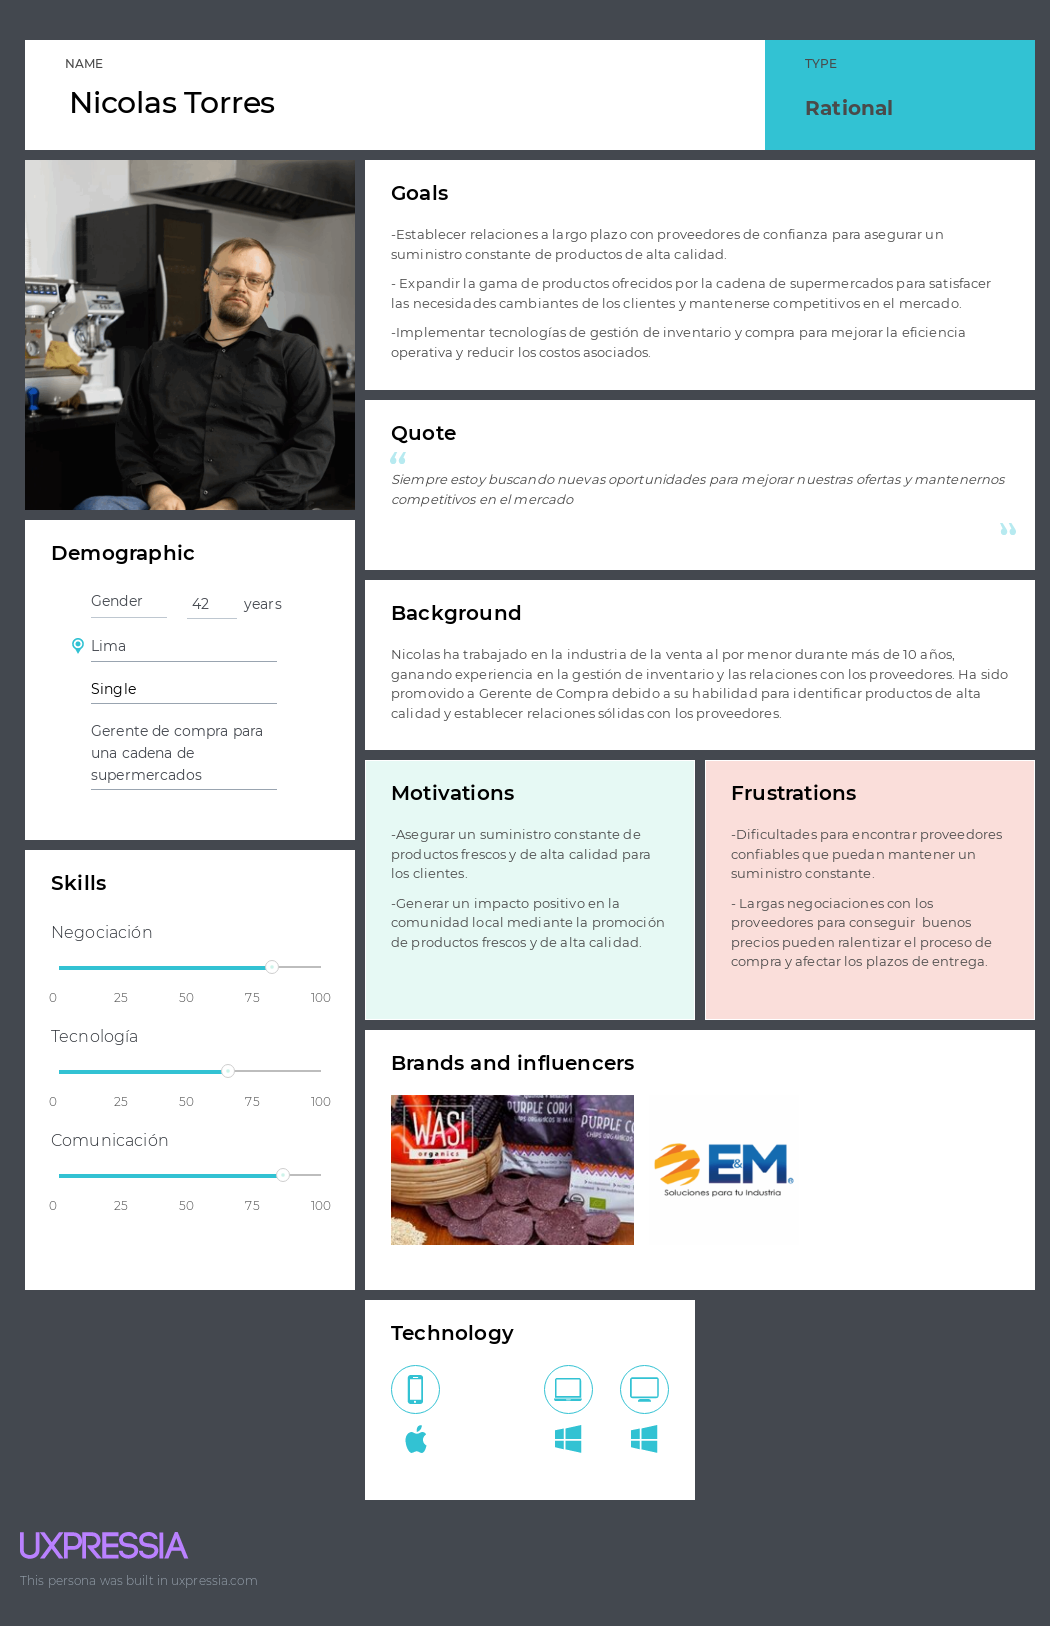 NAME
Nicolas Torres
TYPE
Rational
Goals
-Establecer relaciones a largo plazo con proveedores de confianza para asegurar un
suministro constante de productos de alta calidad.
- Expandir la gama de productos ofrecidos por la cadena de supermercados para satisfacer
las necesidades cambiantes de los clientes y mantenerse competitivos en el mercado.
-Implementar tecnologías de gestión de inventario y compra para mejorar la eficiencia
operativa y reducir los costos asociados.
Quote
“
Siempre estoy buscando nuevas oportunidades para mejorar nuestras ofertas y mantenernos
competitivos en el mercado
”
Demographic
Gender 42 years
Lima
Single
Gerente de compra para
una cadena de
supermercados
Background
Nicolas ha trabajado en la industria de la venta al por menor durante más de 10 años,
ganando experiencia en la gestión de inventario y las relaciones con los proveedores. Ha sido
promovido a Gerente de Compra debido a su habilidad para identificar productos de alta
calidad y establecer relaciones sólidas con los proveedores.
Motivations
-Asegurar un suministro constante de
productos frescos y de alta calidad para
los clientes.
-Generar un impacto positivo en la
comunidad local mediante la promoción
de productos frescos y de alta calidad.
Frustrations
-Dificultades para encontrar proveedores
confiables que puedan mantener un
suministro constante.
- Largas negociaciones con los
proveedores para conseguir  buenos
precios pueden ralentizar el proceso de
compra y afectar los plazos de entrega.
Skills
Negociación
0 25 50 75 100
Tecnología
0 25 50 75 100
Comunicación
0 25 50 75 100
Brands and influencers
WASI
organics
PURPLE CORN
PURPLE CO
CHIPS ORGÁNICOS
E&M
Soluciones para tu Industria
Technology
UXPRESSIA
This persona was built in uxpressia.com